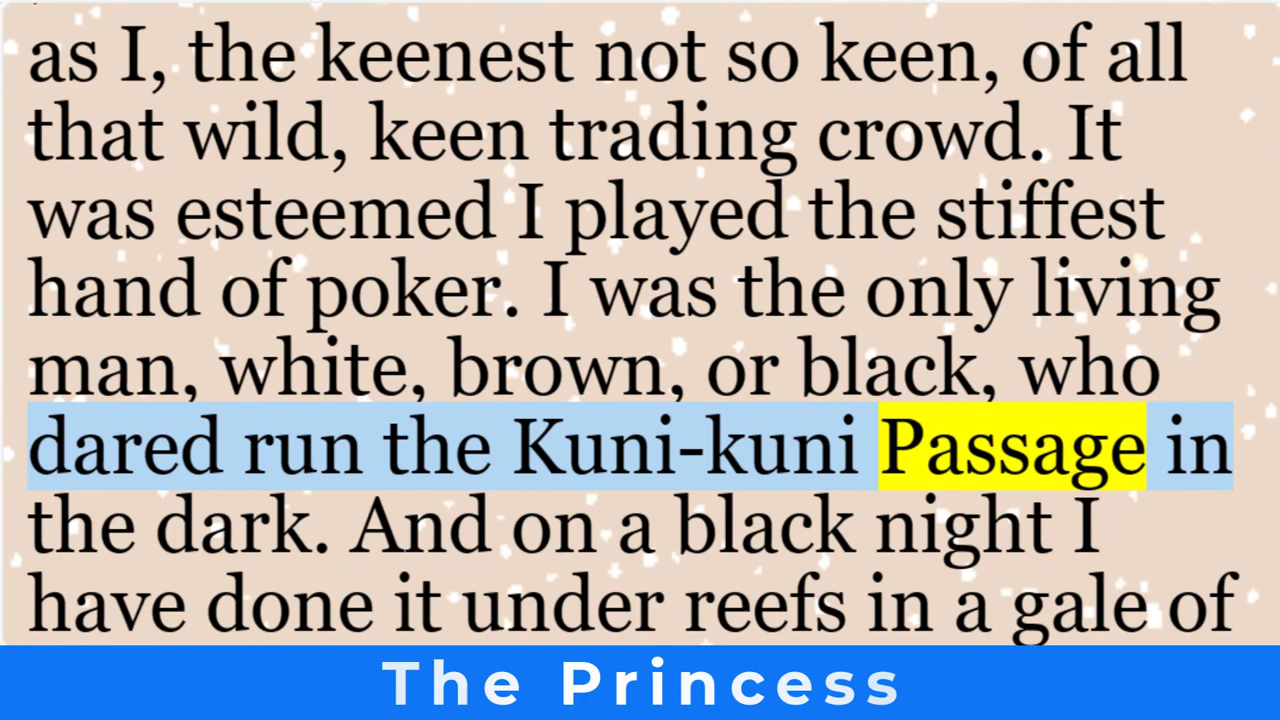 as I, the keenest not so keen, of all
that wild, keen trading crowd. It
was esteemed I played the stiffest
hand of poker. I was the only living
man, white, brown, or black, who
dared run the Kuni-kuni Passage in
the dark. And on a black night I
have done it under reefs in a gale of
The Princess